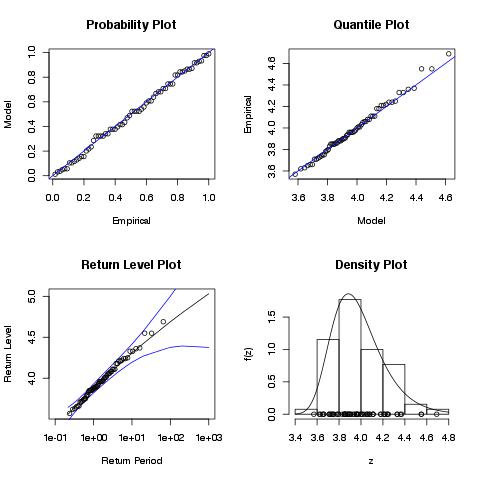 Probability Plot
Model
0.0 0.2 0.4 0.6 0.8 1.0
0.0 0.2 0.4 0.6 0.8 1.0
Empirical
Quantile Plot
Empirical
3.6 3.8 4.0 4.2 4.4 4.6
3.6 3.8 4.0 4.2 4.4 4.6
Model
Return Level Plot
Return Level
4.0 4.5 5.0
1e-01 1e+00 1e+01 1e+02 1e+03
Return Period
Density Plot
f(z)
0.0 0.5 1.0 1.5
3.4 3.6 3.8 4.0 4.2 4.4 4.6 4.8
z